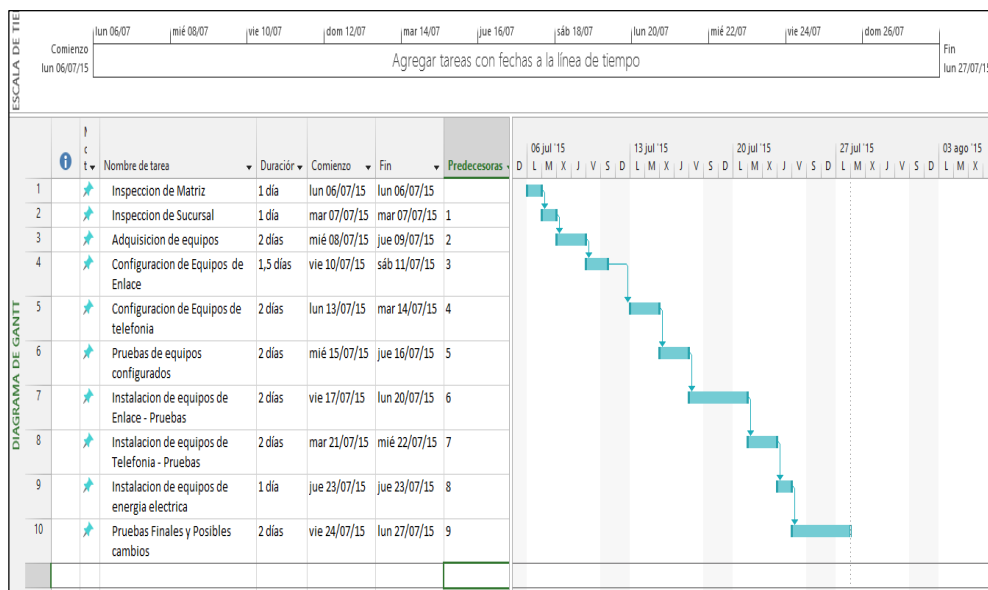 ESCALA DE TIE
lun 06/07 mié 08/07 vie 10/07 dom 12/07 mar 14/07 jue 16/07 sáb 18/07 lun 20/07 mié 22/07 vie 24/07 dom 26/07
Comienzo
lun 06/07/15
Agregar tareas con fechas a la línea de tiempo
Fin
lun 27/07/15
DIAGRAMA DE GANTT
Nombre de tarea Duración Comienzo Fin Predecesoras
06 jul '15 13 jul '15 20 jul '15 27 jul '15 03 ago '15
D L M X J V S D L M X J V S D L M X J V S D L M X J V S D L M X
1 Inspeccion de Matriz 1 día lun 06/07/15 lun 06/07/15
2 Inspeccion de Sucursal 1 día mar 07/07/15 mar 07/07/15 1
3 Adquisicion de equipos 2 días mié 08/07/15 jue 09/07/15 2
4 Configuracion de Equipos de 1,5 días vie 10/07/15 sáb 11/07/15 3
Enlace
5 Configuracion de Equipos de 2 días lun 13/07/15 mar 14/07/15 4
telefonia
6 Pruebas de equipos 2 días mié 15/07/15 jue 16/07/15 5
configurados
7 Instalacion de equipos de 2 días vie 17/07/15 lun 20/07/15 6
Enlace - Pruebas
8 Instalacion de equipos de 2 días mar 21/07/15 mié 22/07/15 7
Telefonia - Pruebas
9 Instalacion de equipos de 1 día jue 23/07/15 jue 23/07/15 8
energia electrica
10 Pruebas Finales y Posibles 2 días vie 24/07/15 lun 27/07/15 9
cambios